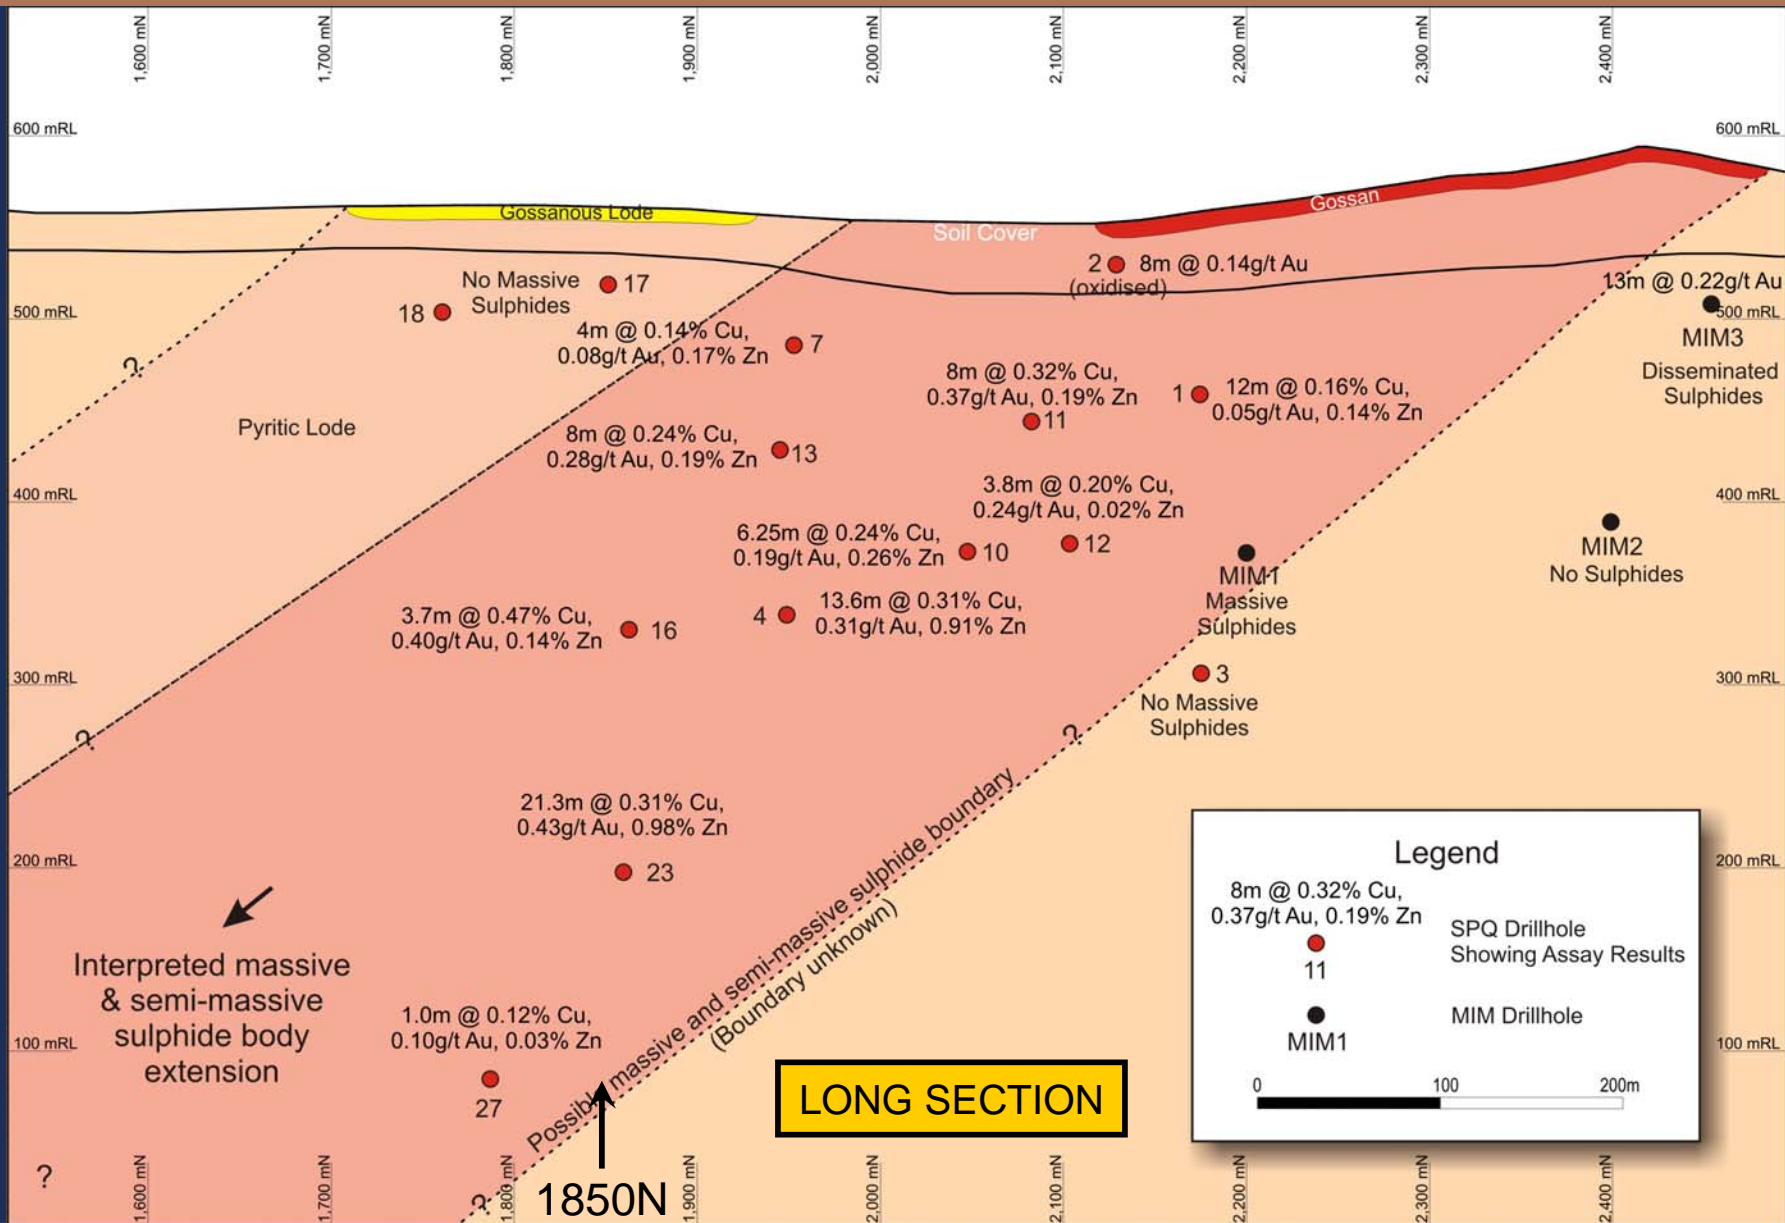 1,600 mN
1,700 mN
1,800 mN
1,900 mN
2,000 mN
2,100 mN
2,200 mN
2,300 mN
2,400 mN
600 mRL
600 mRL
Gossanous Lode
Gossan
Soil Cover
2
8m @ 0.14g/t Au
(oxidised)
No Massive
Sulphides
17
18
13m @ 0.22g/t Au
500 mRL
500 mRL
MIM3
Disseminated
Sulphides
4m @ 0.14% Cu,
0.08g/t Au, 0.17% Zn
7
?
8m @ 0.32% Cu,
0.37g/t Au, 0.19% Zn
11
1
12m @ 0.16% Cu,
0.05g/t Au, 0.14% Zn
Pyritic Lode
8m @ 0.24% Cu,
0.28g/t Au, 0.19% Zn
13
400 mRL
400 mRL
3.8m @ 0.20% Cu,
0.24g/t Au, 0.02% Zn
12
6.25m @ 0.24% Cu,
0.19g/t Au, 0.26% Zn
10
MIM1
Massive
Sulphides
MIM2
No Sulphides
3.7m @ 0.47% Cu,
0.40g/t Au, 0.14% Zn
16
4
13.6m @ 0.31% Cu,
0.31g/t Au, 0.91% Zn
300 mRL
300 mRL
3
No Massive
Sulphides
?
?
21.3m @ 0.31% Cu,
0.43g/t Au, 0.98% Zn
23
200 mRL
200 mRL
Possible massive and semi-massive sulphide boundary
(Boundary unknown)
Interpreted massive
& semi-massive
sulphide body
extension
100 mRL
100 mRL
1.0m @ 0.12% Cu,
0.10g/t Au, 0.03% Zn
27
LONG SECTION
Legend
8m @ 0.32% Cu,
0.37g/t Au, 0.19% Zn
11
SPQ Drillhole
Showing Assay Results
MIM1
MIM Drillhole
0
100
200m
?
?
1850N
1,600 mN
1,700 mN
1,800 mN
1,900 mN
2,000 mN
2,100 mN
2,200 mN
2,300 mN
2,400 mN